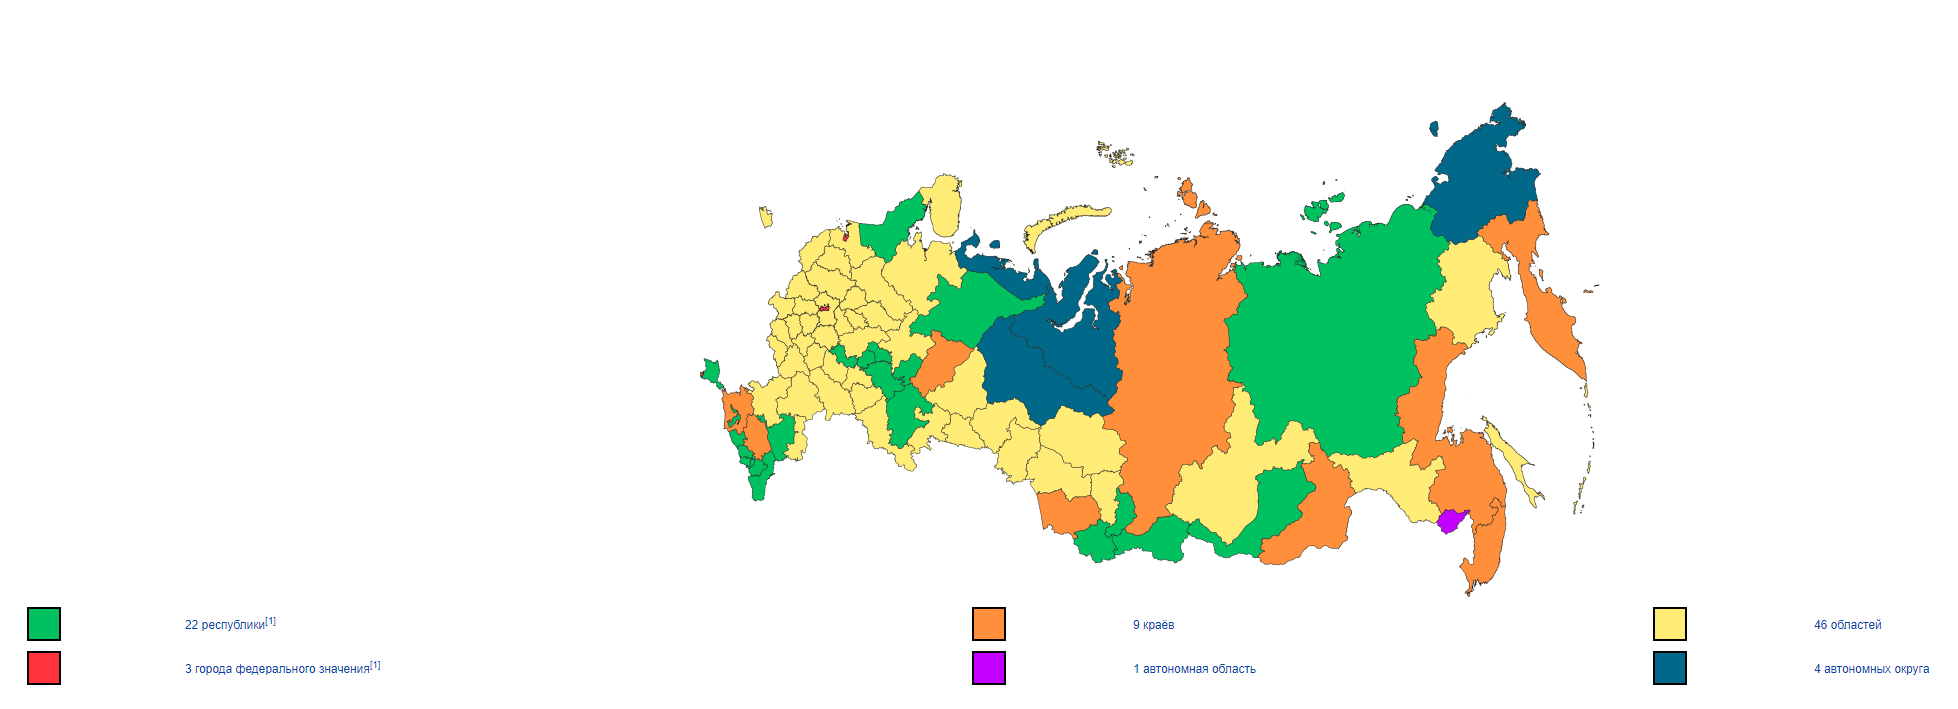 22 республики[1]
9 краёв
46 областей
3 города федерального значения[1]
1 автономная область
4 автономных округа